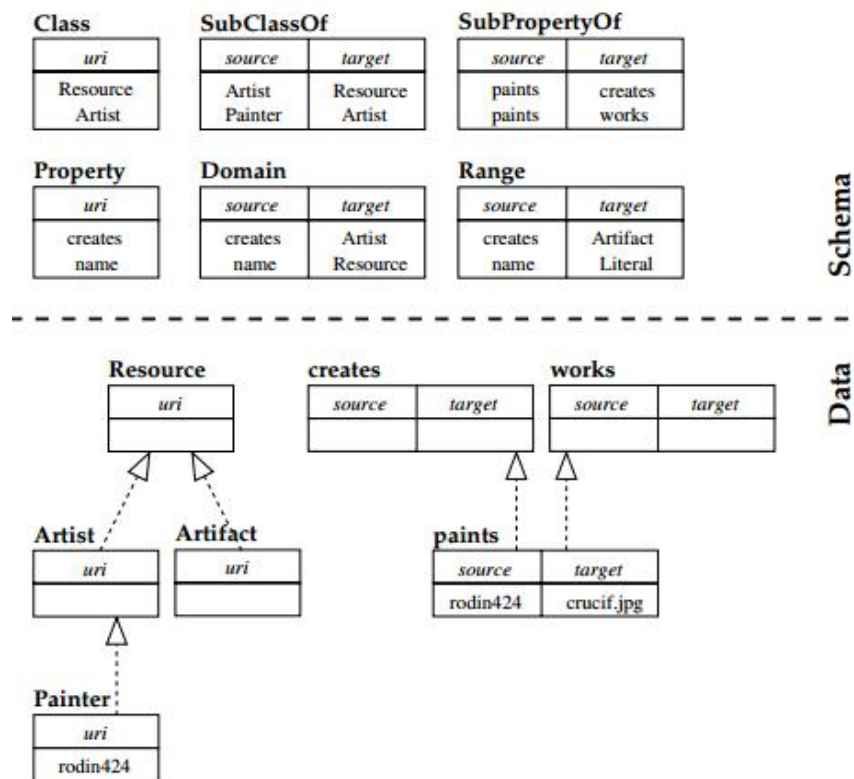 Class SubClassOf SubPropertyOf
uri source target source target
Resource Artist Resource paints creates
Artist Painter Artist paints works
Property Domain Range
uri source target source target
creates creates Artist creates Artifact
name name Resource name Literal
Schema
Data
Resource creates works
uri source target source target
Artist Artifact paints
uri uri source target
rodin424 crucif.jpg
Painter
uri
rodin424